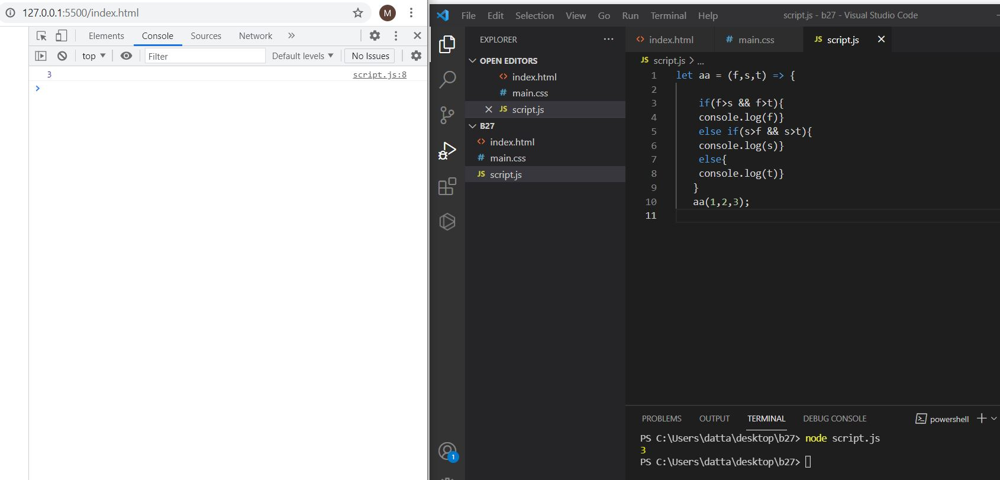 127.0.0.1:5500/index.html
M
Elements Console Sources Network »
top Filter Default levels No Issues
3 script.js:8
>
File Edit Selection View Go Run Terminal Help script.js - b27 - Visual Studio Code
EXPLORER ...
OPEN EDITORS
<> index.html
# main.css
JS script.js
B27
<> index.html
# main.css
JS script.js
1
<> index.html # main.css JS script.js
JS script.js > ...
1 let aa = (f,s,t) => {
2
3 if(f>s && f>t){
4 console.log(f)}
5 else if(s>f && s>t){
6 console.log(s)}
7 else{
8 console.log(t)}
9 }
10 aa(1,2,3);
11
PROBLEMS OUTPUT TERMINAL DEBUG CONSOLE powershell
PS C:\Users\datta\desktop\b27> node script.js
3
PS C:\Users\datta\desktop\b27>